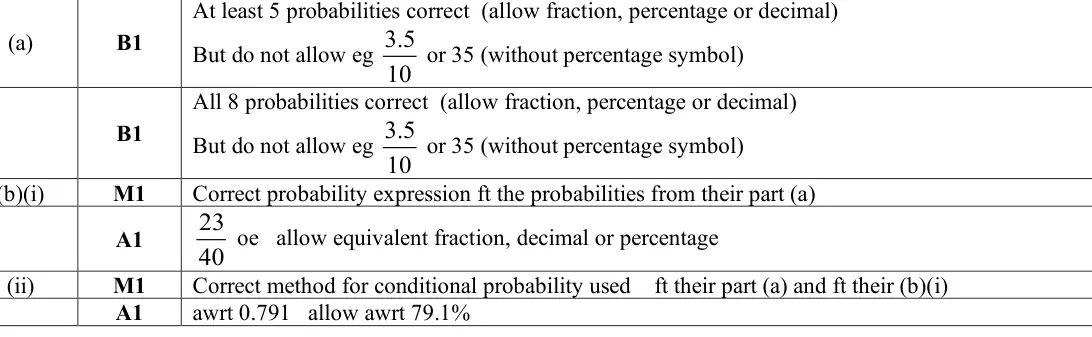 At least 5 probabilities correct (allow fraction, percentage or decimal)
(a) B1 But do not allow eg 3.5/10 or 35 (without percentage symbol)
All 8 probabilities correct (allow fraction, percentage or decimal)
B1 But do not allow eg 3.5/10 or 35 (without percentage symbol)
(b)(i) M1 Correct probability expression ft the probabilities from their part (a)
A1 23/40 oe allow equivalent fraction, decimal or percentage
(ii) M1 Correct method for conditional probability used ft their part (a) and ft their (b)(i)
A1 awrt 0.791 allow awrt 79.1%